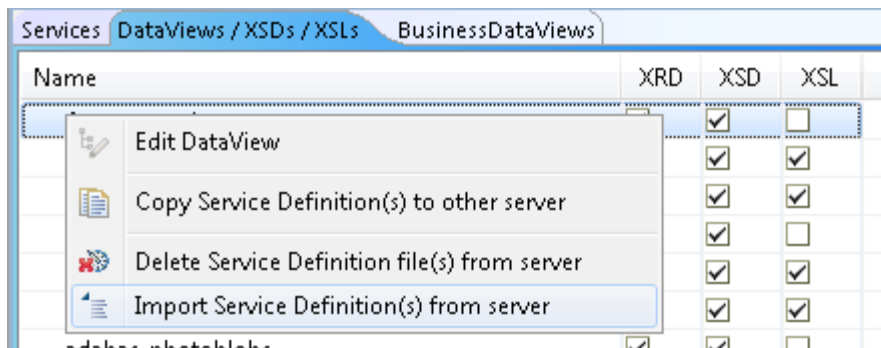 Services DataViews / XSDs / XSLs BusinessDataViews
Name XRD XSD XSL
Edit DataView
Copy Service Definition(s) to other server
Delete Service Definition file(s) from server
Import Service Definition(s) from server